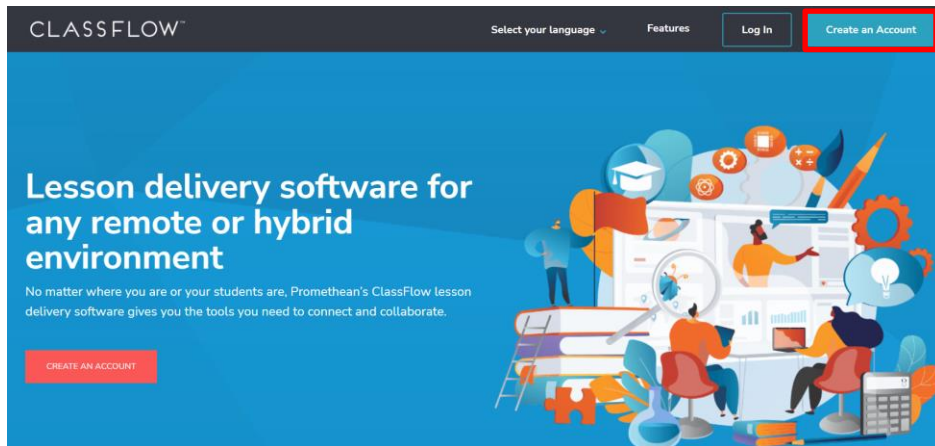 CLASSFLOW™
Select your language
Features
Log In
Create an Account
Lesson delivery software for
any remote or hybrid
environment
No matter where you are or your students are, Promethean's ClassFlow lesson
delivery software gives you the tools you need to connect and collaborate.
CREATE AN ACCOUNT